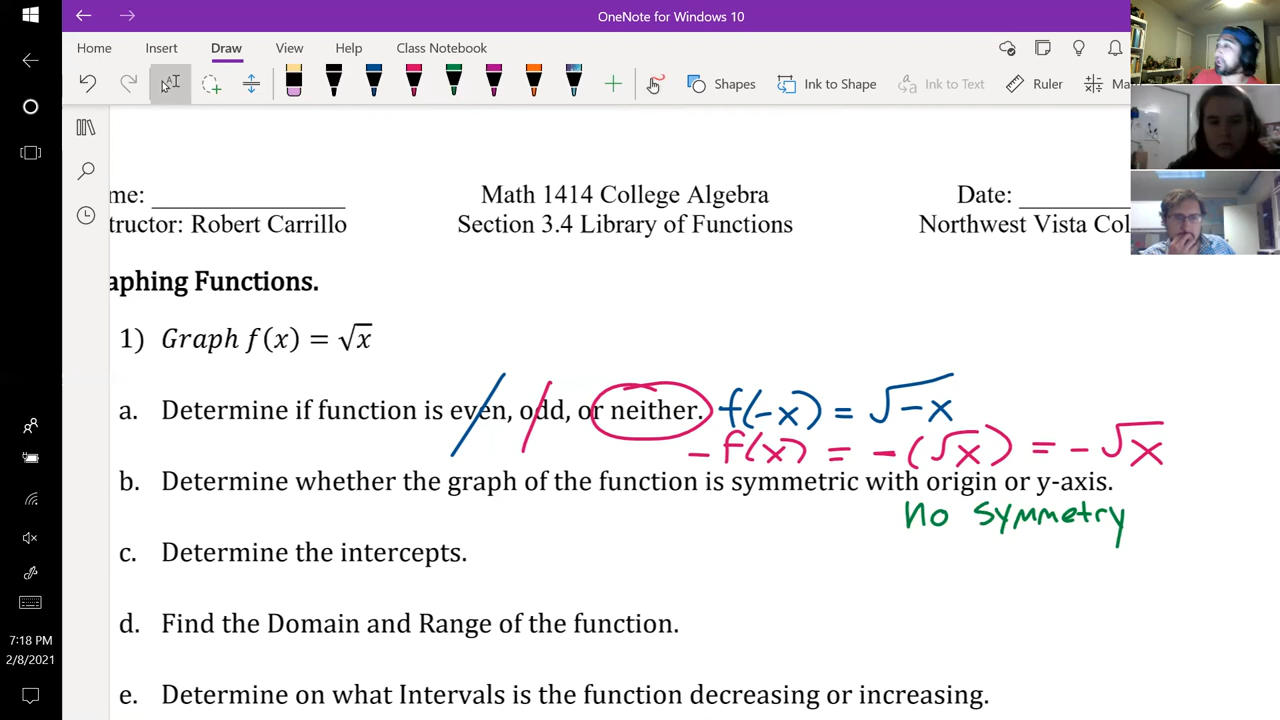 OneNote for Windows 10
Home Insert Draw View Help Class Notebook
Shapes Ink to Shape Ink to Text Ruler Ma
me: _______________ Math 1414 College Algebra Date: ________
tructor: Robert Carrillo Section 3.4 Library of Functions Northwest Vista Col
aphing Functions.
1) Graph f(x) = √x
a. Determine if function is even, odd, or neither. f(-x) = √-x
-f(x) = -(√x) = -√x
b. Determine whether the graph of the function is symmetric with origin or y-axis.
no symmetry
c. Determine the intercepts.
d. Find the Domain and Range of the function.
e. Determine on what Intervals is the function decreasing or increasing.
7:18 PM
2/8/2021